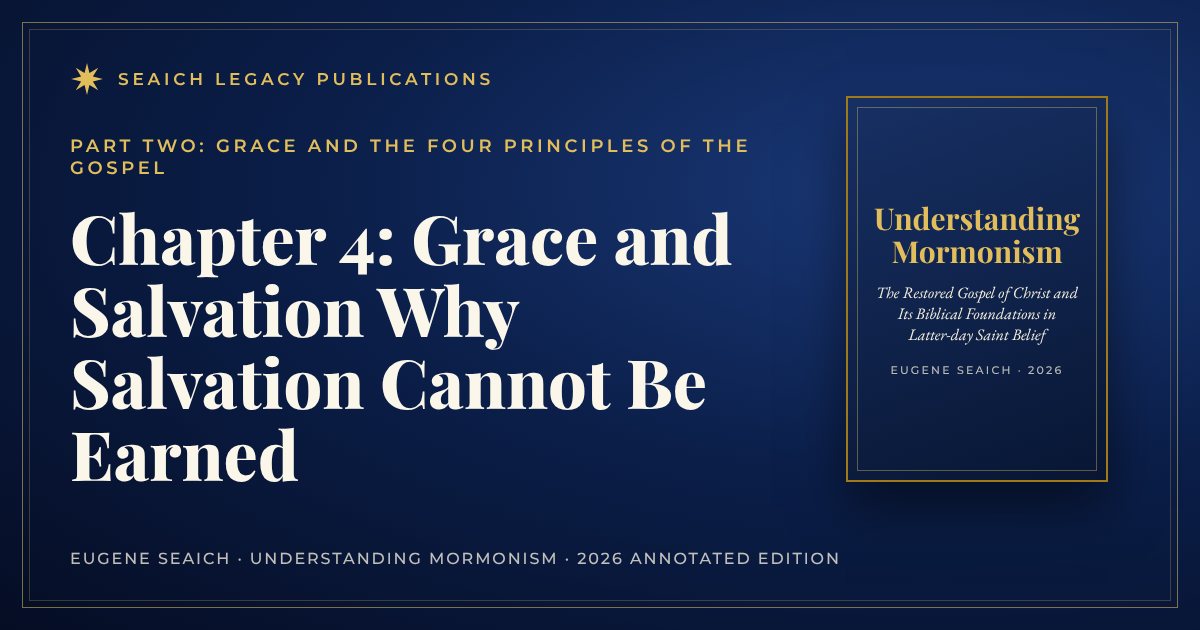 SEAICH LEGACY PUBLICATIONS
PART TWO: GRACE AND THE FOUR PRINCIPLES OF THE
GOSPEL
Chapter 4: Grace and
Salvation Why
Salvation Cannot Be
Earned
EUGENE SEAICH · UNDERSTANDING MORMONISM · 2026 ANNOTATED EDITION
Understanding
Mormonism
The Restored Gospel of Christ and
Its Biblical Foundations in
Latter-day Saint Belief
EUGENE SEAICH · 2026